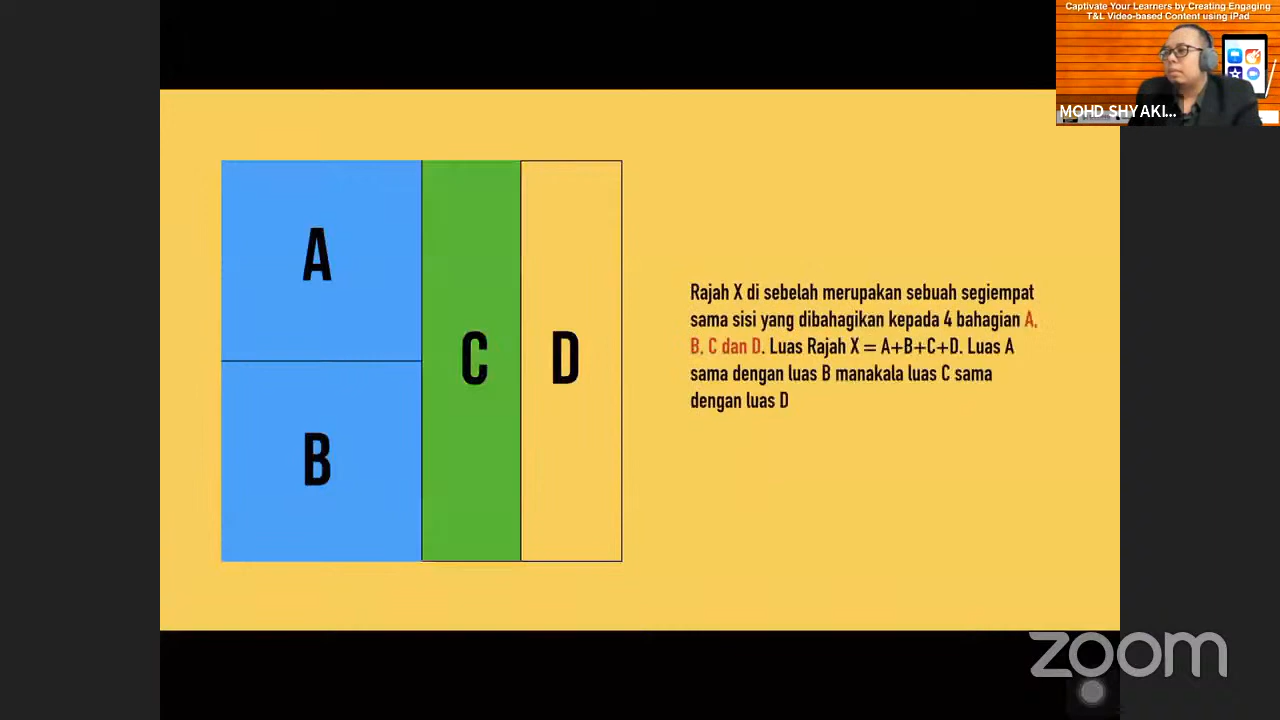 Captivate Your Learners by Creating Engaging
T&L Video-based Content using iPad
MOHD SHYAKI...
A
B
C
D
Rajah X di sebelah merupakan sebuah segiempat
sama sisi yang dibahagikan kepada 4 bahagian A,
B, C dan D. Luas Rajah X = A+B+C+D. Luas A
sama dengan luas B manakala luas C sama
dengan luas D
zoom